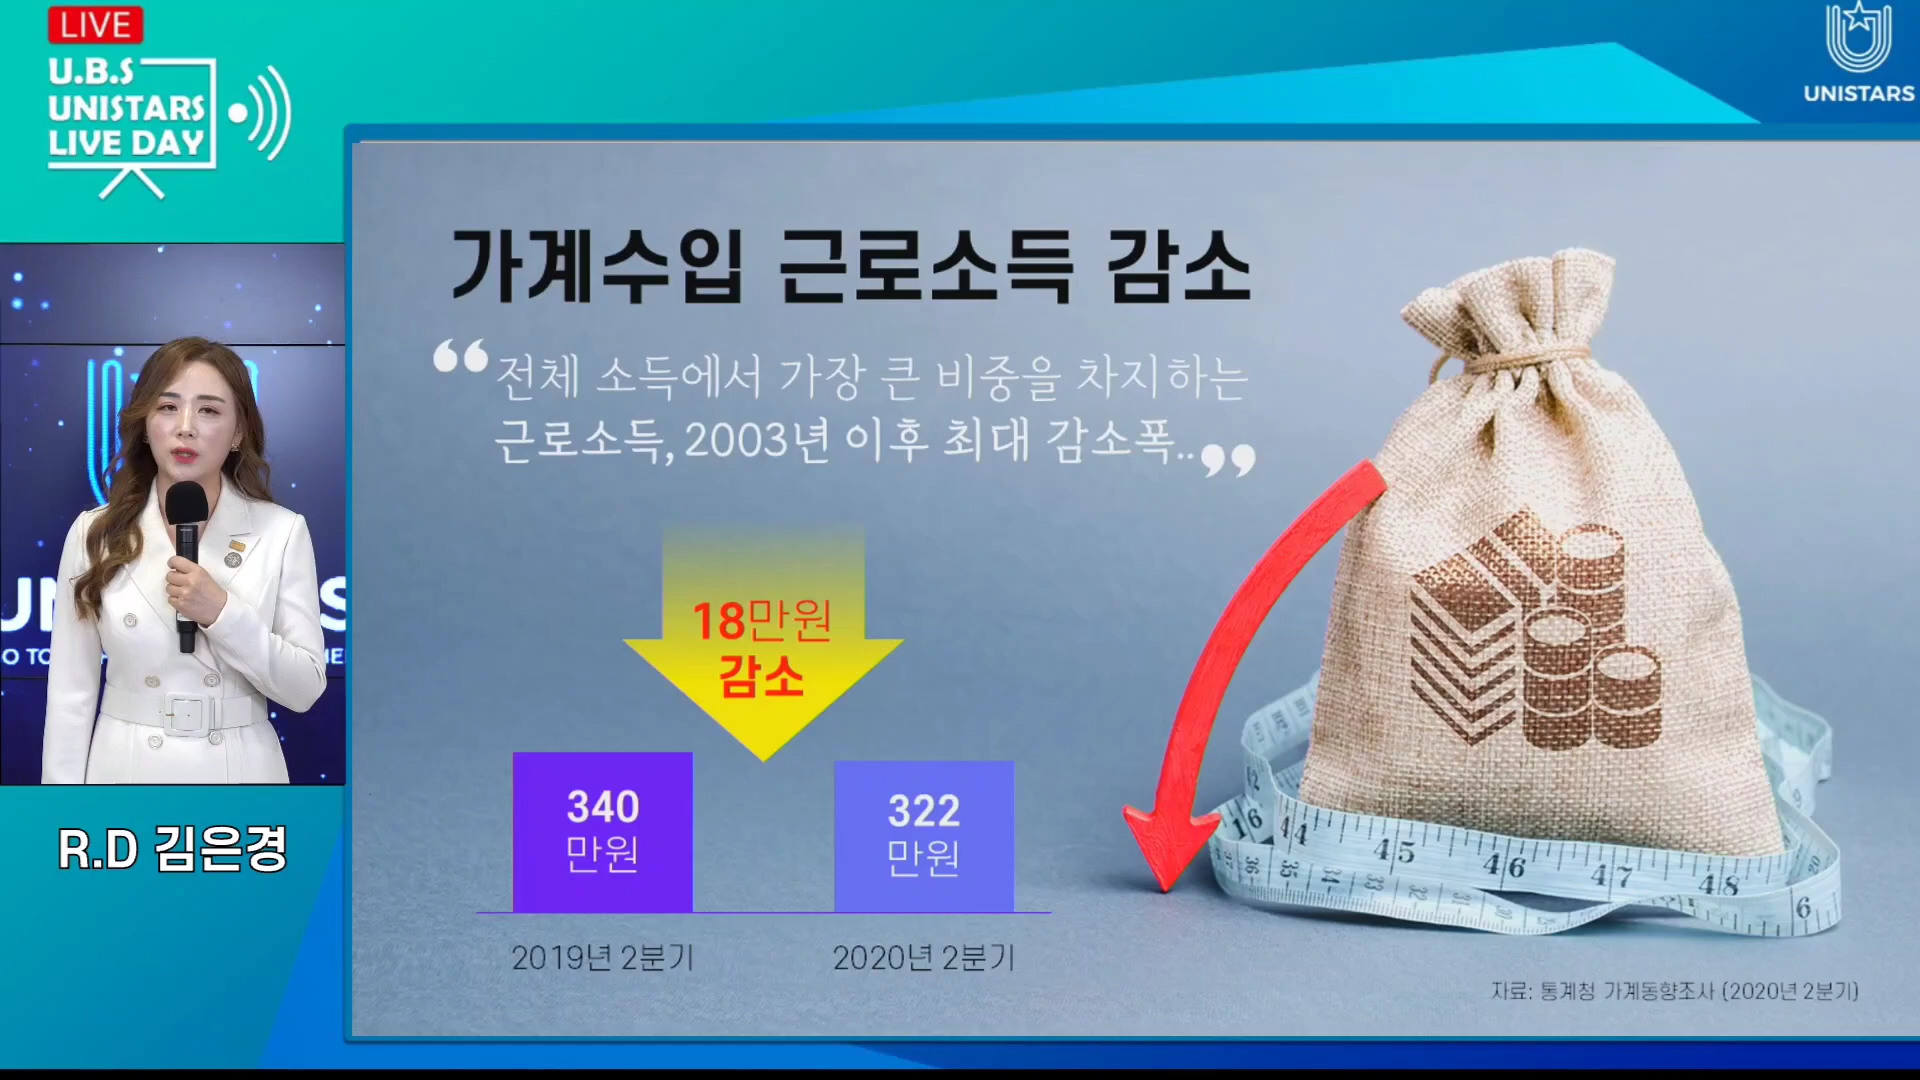 LIVE
U.B.S
UNISTARS
LIVE DAY
UNISTARS
가계수입 근로소득 감소
“전체 소득에서 가장 큰 비중을 차지하는
근로소득, 2003년 이후 최대 감소폭..”
18만원
감소
340
만원
322
만원
2019년 2분기
2020년 2분기
자료: 통계청 가계동향조사 (2020년 2분기)
R.D 김은경
44 45 46 47 48